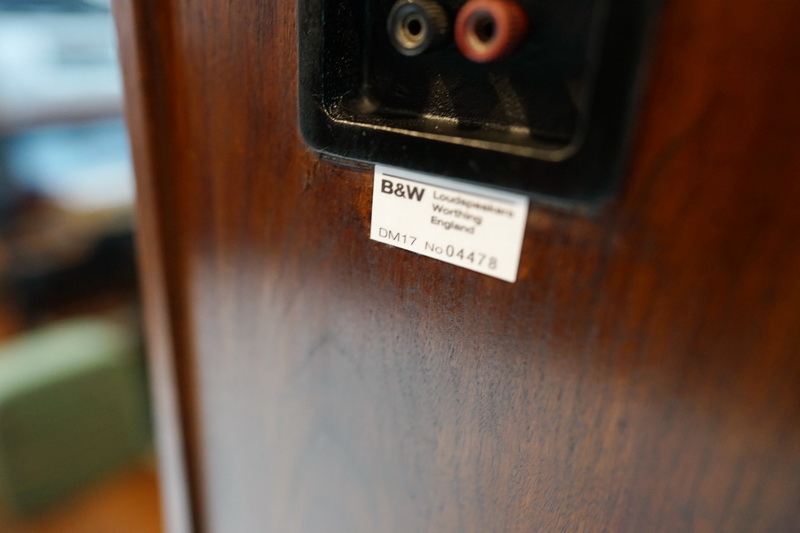 B&W Loudspeakers
Worthing
England
DM17 No 04478